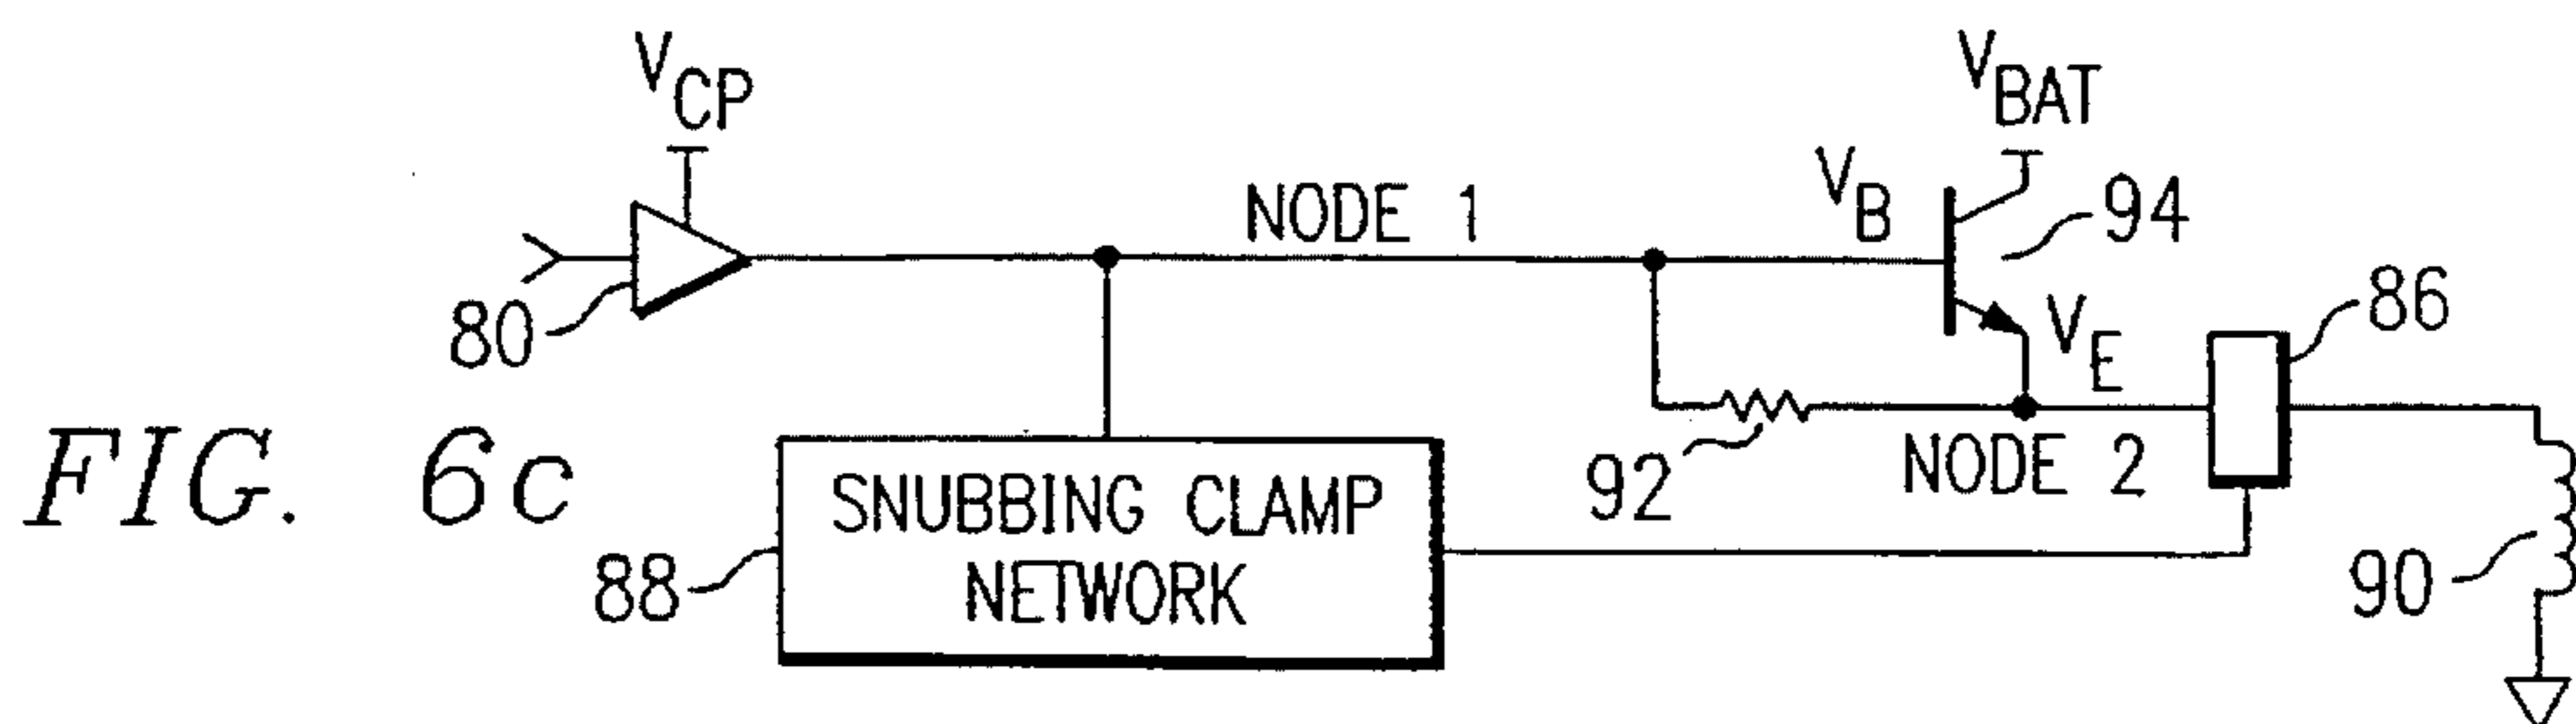 V_CP
V_BAT
V_B
NODE 1
94
80
V_E
86
FIG. 6c
92
NODE 2
SNUBBING CLAMP
NETWORK
88
90